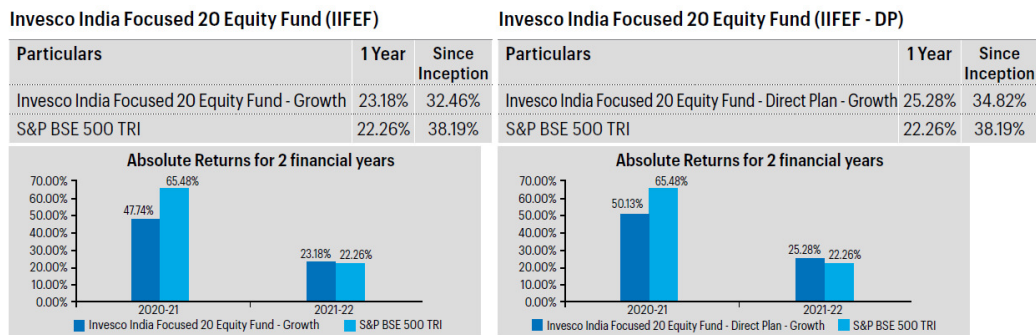 Invesco India Focused 20 Equity Fund (IIFEF)
Particulars 1 Year Since Inception
Invesco India Focused 20 Equity Fund - Growth 23.18% 32.46%
S&P BSE 500 TRI 22.26% 38.19%
Absolute Returns for 2 financial years
70.00%
60.00%
50.00%
40.00%
30.00%
20.00%
10.00%
0.00%
47.74%
65.48%
23.18%
22.26%
2020-21
2021-22
Invesco India Focused 20 Equity Fund - Growth
S&P BSE 500 TRI
Invesco India Focused 20 Equity Fund (IIFEF - DP)
Particulars 1 Year Since Inception
Invesco India Focused 20 Equity Fund - Direct Plan - Growth 25.28% 34.82%
S&P BSE 500 TRI 22.26% 38.19%
Absolute Returns for 2 financial years
70.00%
60.00%
50.00%
40.00%
30.00%
20.00%
10.00%
0.00%
50.13%
65.48%
25.28%
22.26%
2020-21
2021-22
Invesco India Focused 20 Equity Fund - Direct Plan - Growth
S&P BSE 500 TRI